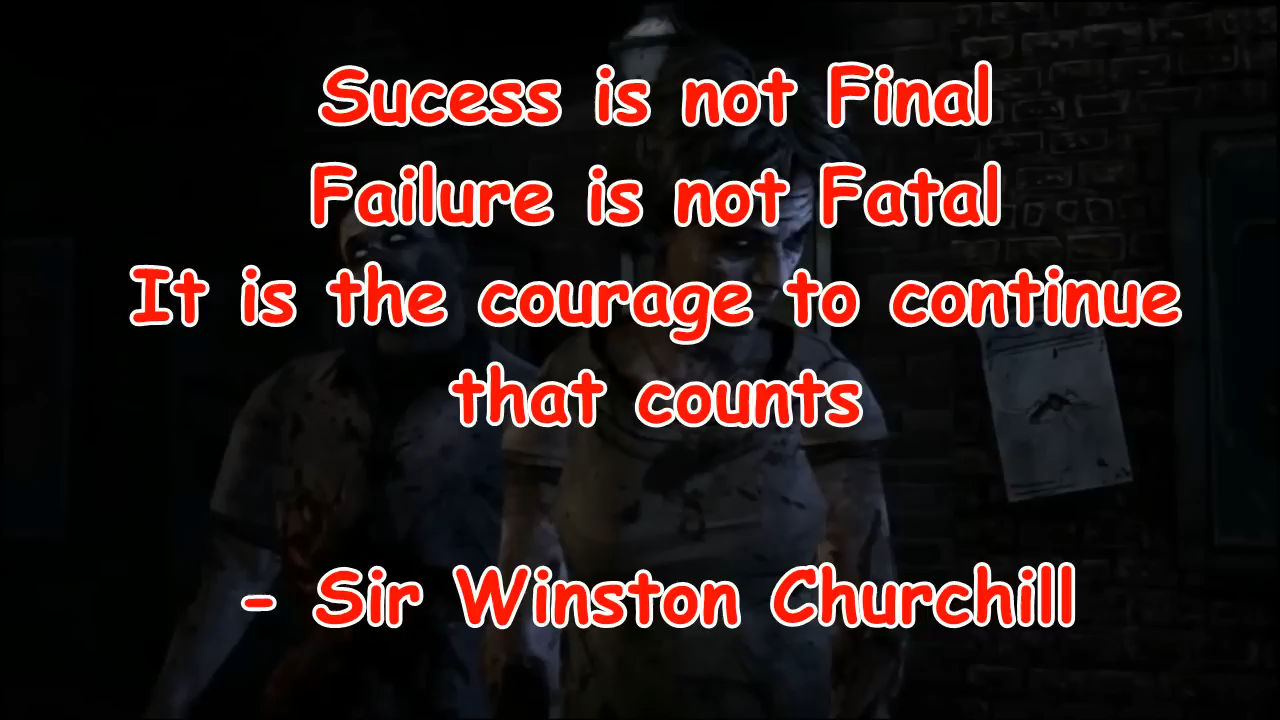 Sucess is not Final
Failure is not Fatal
It is the courage to continue
that counts
- Sir Winston Churchill